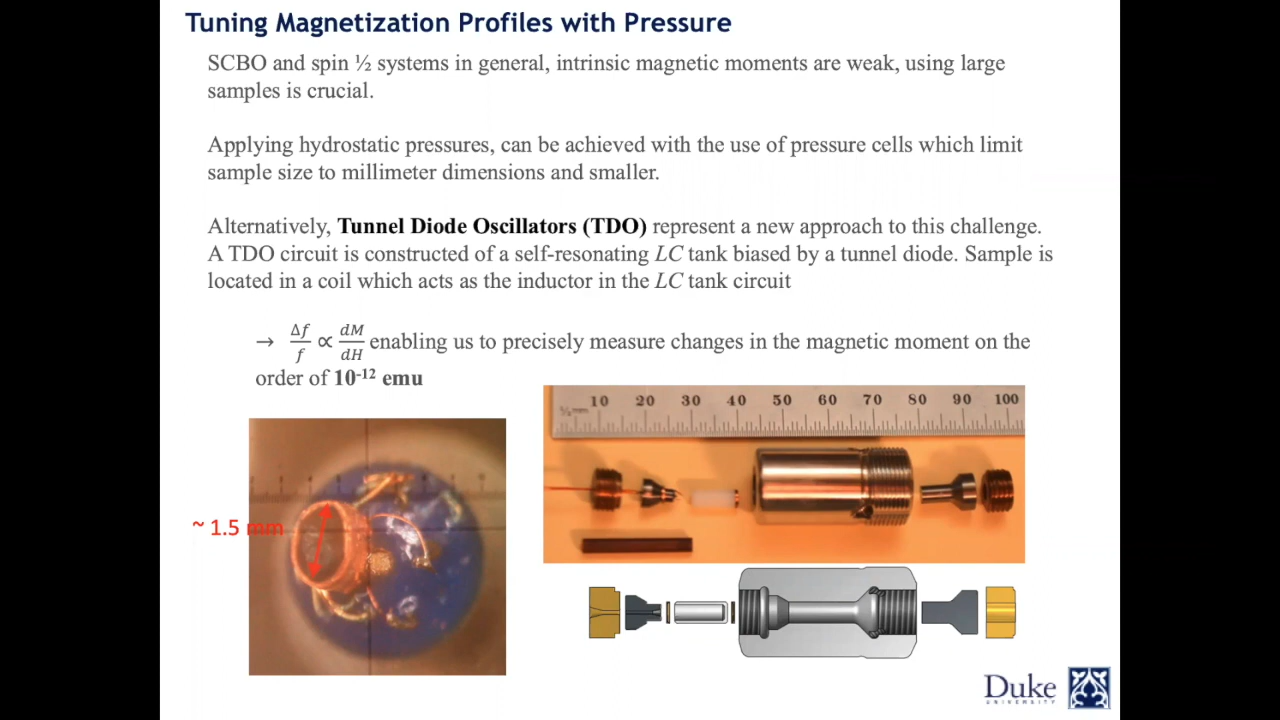 Tuning Magnetization Profiles with Pressure
SCBO and spin ½ systems in general, intrinsic magnetic moments are weak, using large
samples is crucial.
Applying hydrostatic pressures, can be achieved with the use of pressure cells which limit
sample size to millimeter dimensions and smaller.
Alternatively, Tunnel Diode Oscillators (TDO) represent a new approach to this challenge.
A TDO circuit is constructed of a self-resonating LC tank biased by a tunnel diode. Sample is
located in a coil which acts as the inductor in the LC tank circuit
→ Δf/f ∝ dM/dH enabling us to precisely measure changes in the magnetic moment on the
order of 10⁻¹² emu
10 20 30 40 50 60 70 80 90 100
~ 1.5 mm
Duke
UNIVERSITY